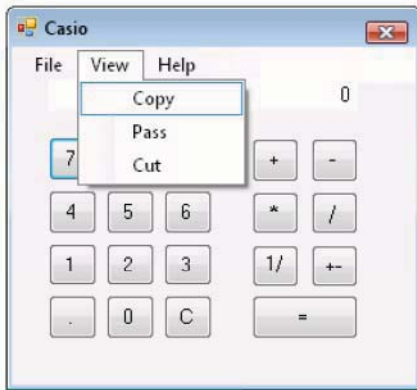 Casio
File View Help
Copy
0
Pass
Cut
7 + -
4 5 6 * /
1 2 3 1/ +-
. 0 C =